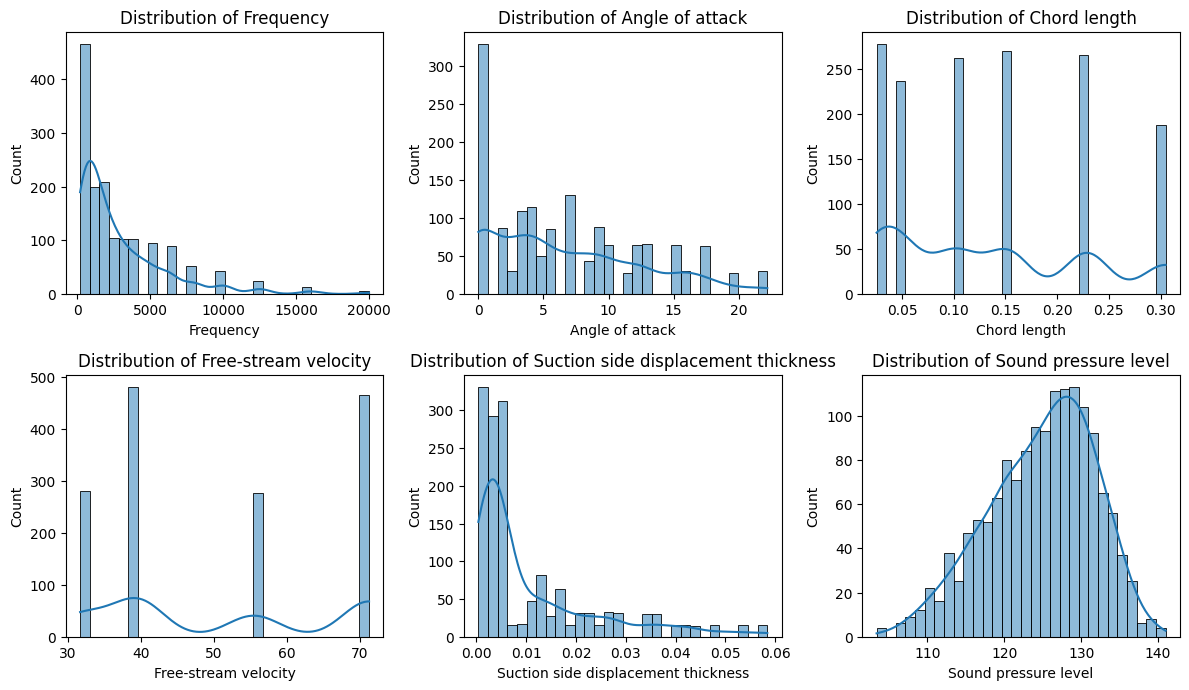 Distribution of Frequency
Count
400
300
200
100
0
0 5000 10000 15000 20000
Frequency
Distribution of Angle of attack
Count
300
250
200
150
100
50
0
0 5 10 15 20
Angle of attack
Distribution of Chord length
Count
250
200
150
100
50
0
0.05 0.10 0.15 0.20 0.25 0.30
Chord length
Distribution of Free-stream velocity
Count
500
400
300
200
100
0
30 40 50 60 70
Free-stream velocity
Distribution of Suction side displacement thickness
Count
300
250
200
150
100
50
0
0.00 0.01 0.02 0.03 0.04 0.05 0.06
Suction side displacement thickness
Distribution of Sound pressure level
Count
100
80
60
40
20
0
110 120 130 140
Sound pressure level